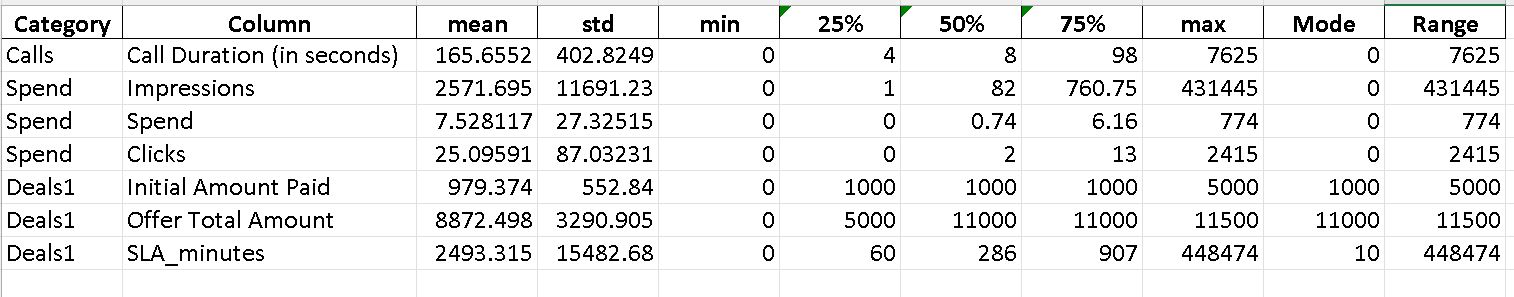 Category Column mean std min 25% 50% 75% max Mode Range
Calls Call Duration (in seconds) 165.6552 402.8249 0 4 8 98 7625 0 7625
Spend Impressions 2571.695 11691.23 0 1 82 760.75 431445 0 431445
Spend Spend 7.528117 27.32515 0 0 0.74 6.16 774 0 774
Spend Clicks 25.09591 87.03231 0 0 2 13 2415 0 2415
Deals1 Initial Amount Paid 979.374 552.84 0 1000 1000 1000 5000 1000 5000
Deals1 Offer Total Amount 8872.498 3290.905 0 5000 11000 11000 11500 11000 11500
Deals1 SLA_minutes 2493.315 15482.68 0 60 286 907 448474 10 448474